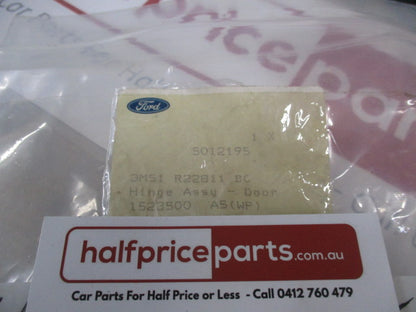 Ford
1 X
5012195
3M51 R22811 BC
Hinge Assy - Door
1523500 A5(WP)
halfpriceparts.com.au
Car Parts For Half Price or Less - Call 0412 760 479